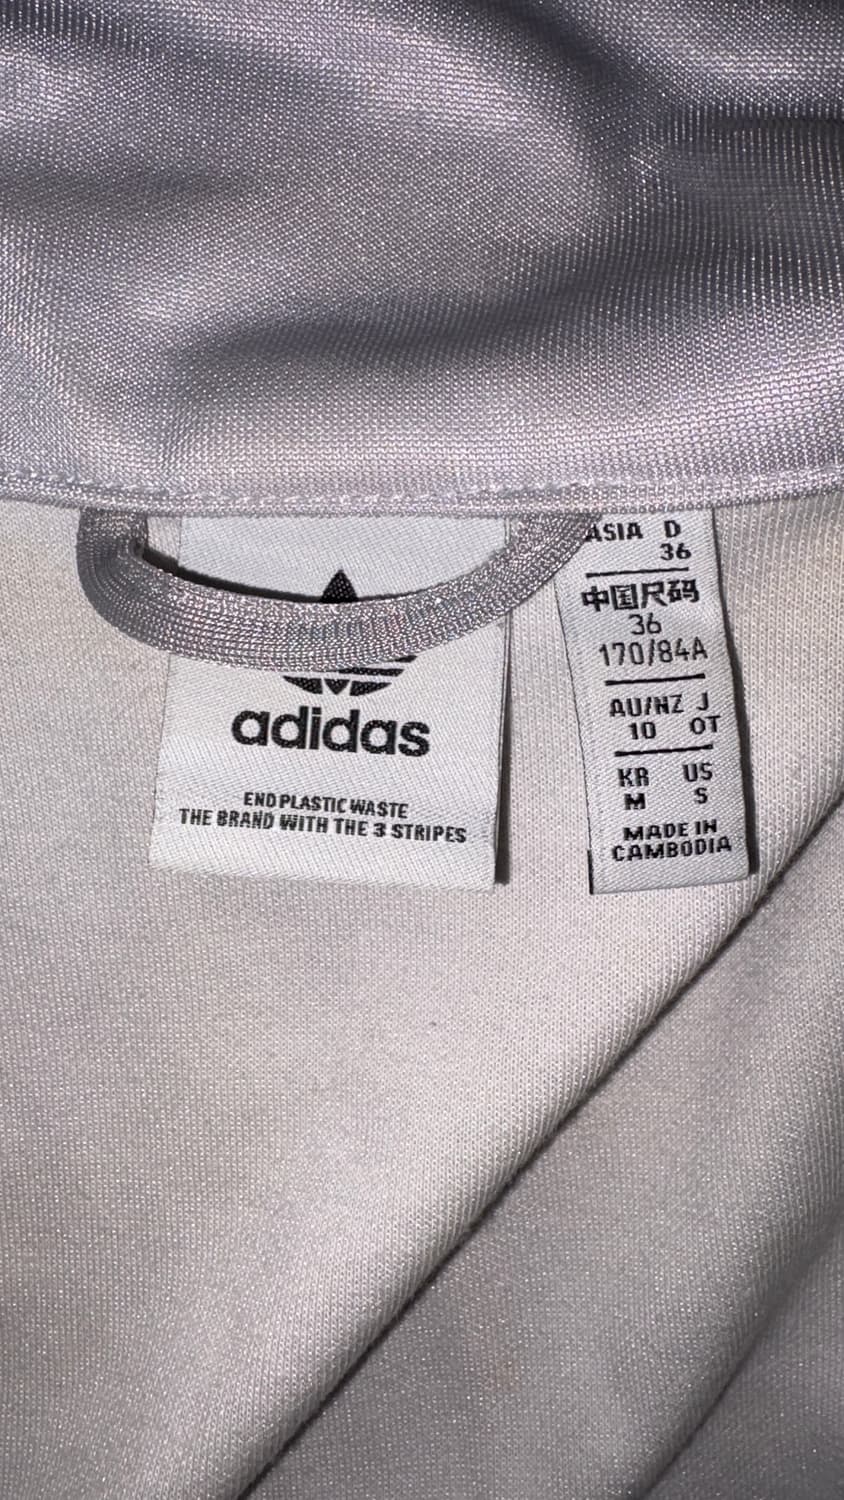 adidas
END PLASTIC WASTE
THE BRAND WITH THE 3 STRIPES
ASIA D
36
中国尺码
36
170/84A
AU/NZ J
10 OT
KR US
M S
MADE IN
CAMBODIA